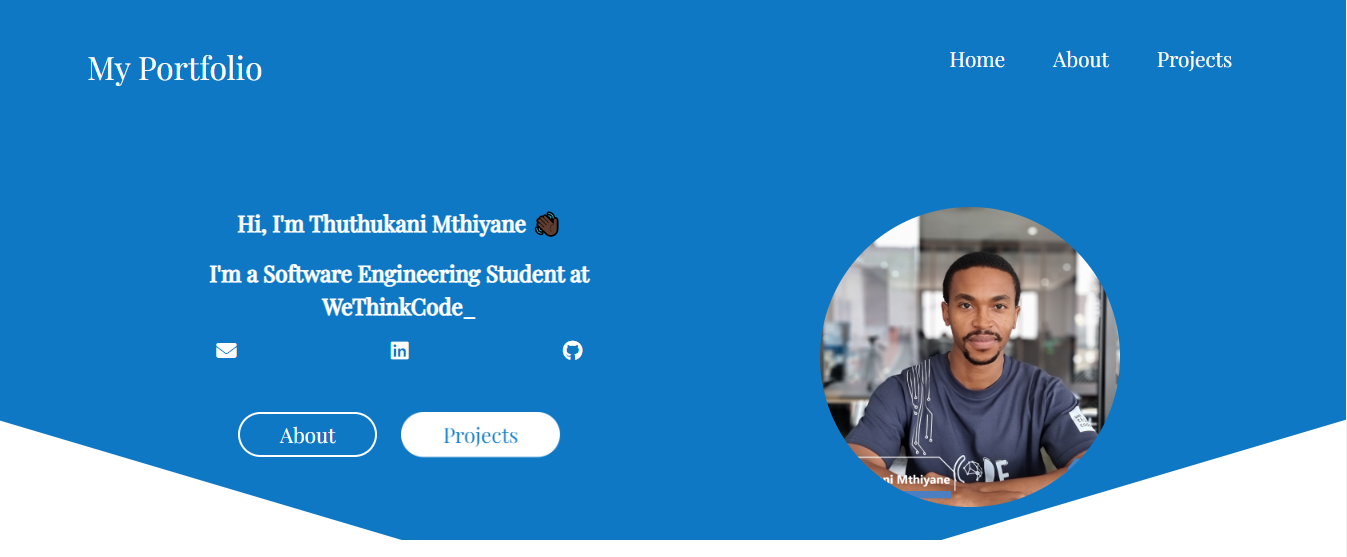 My Portfolio
Home About Projects
Hi, I'm Thuthukani Mthiyane 👋🏿
I'm a Software Engineering Student at
WeThinkCode_
About Projects
ni Mthiyane